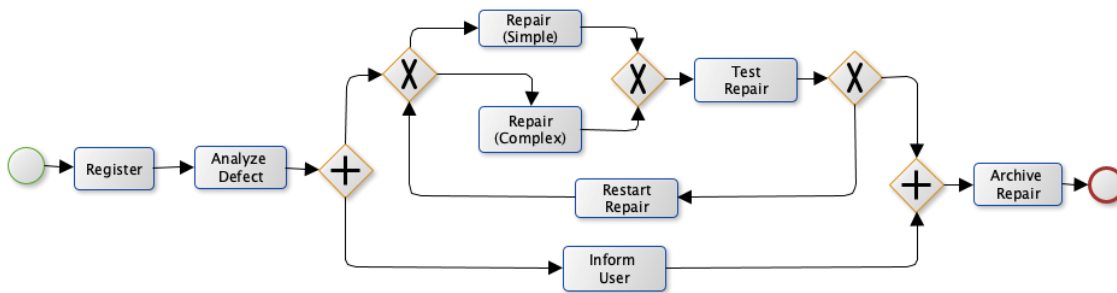 Repair
(Simple)
Test
Repair
Repair
(Complex)
Register
Analyze
Defect
Restart
Repair
Archive
Repair
Inform
User